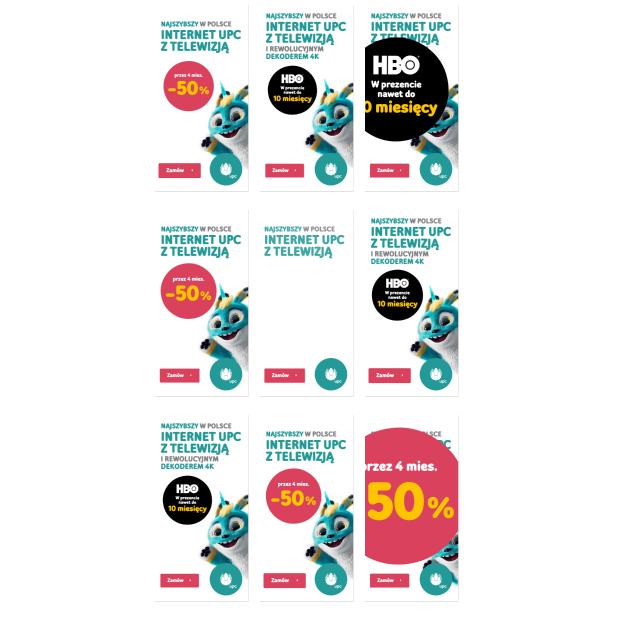 NAJSZYBSZY W POLSCE
INTERNET UPC
Z TELEWIZJĄ
przez 4 mies.
-50%
Zamów
upc
NAJSZYBSZY W POLSCE
INTERNET UPC
Z TELEWIZJĄ
I REWOLUCYJNYM
DEKODEREM 4K
HBO
W prezencie
nawet do
10 miesięcy
Zamów
upc
NAJSZYBSZY W POLSCE
INTERNET UPC
Z TELEWIZJĄ
HBO
W prezencie
nawet do
0 miesięcy
Zamów
upc
NAJSZYBSZY W POLSCE
INTERNET UPC
Z TELEWIZJĄ
przez 4 mies.
-50%
Zamów
upc
NAJSZYBSZY W POLSCE
INTERNET UPC
Z TELEWIZJĄ
Zamów
upc
NAJSZYBSZY W POLSCE
INTERNET UPC
Z TELEWIZJĄ
I REWOLUCYJNYM
DEKODEREM 4K
HBO
W prezencie
nawet do
10 miesięcy
Zamów
upc
NAJSZYBSZY W POLSCE
INTERNET UPC
Z TELEWIZJĄ
I REWOLUCYJNYM
DEKODEREM 4K
HBO
W prezencie
nawet do
10 miesięcy
Zamów
upc
NAJSZYBSZY W POLSCE
INTERNET UPC
Z TELEWIZJĄ
przez 4 mies.
-50%
Zamów
upc
przez 4 mies.
50%
Zamów
upc